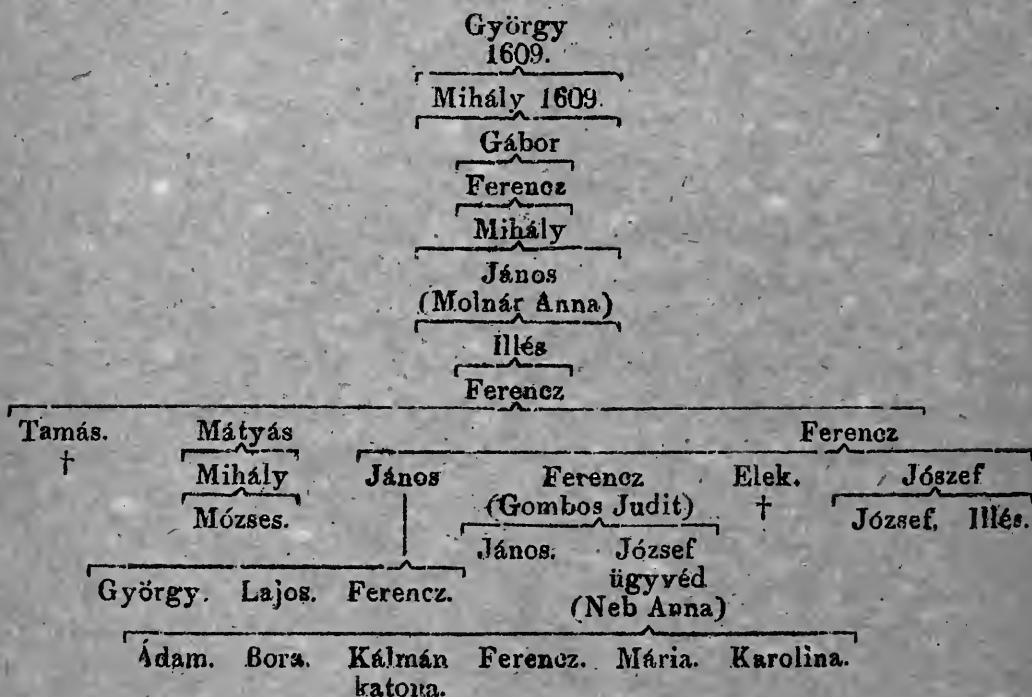 György
1609.
Mihály 1609.
Gábor
Ferencz
Mihály
János
(Molnár Anna)
Illés
Ferencz
Tamás. Mátyás Ferencz
† Mihály János Ferencz Elek. József
Mózses. (Gombos Judit) † József, Illés.
János. József
György. Lajos. Ferencz. ügyvéd
(Neb Anna)
Ádam. Bora. Kálmán Ferencz. Mária. Karolina.
katona.